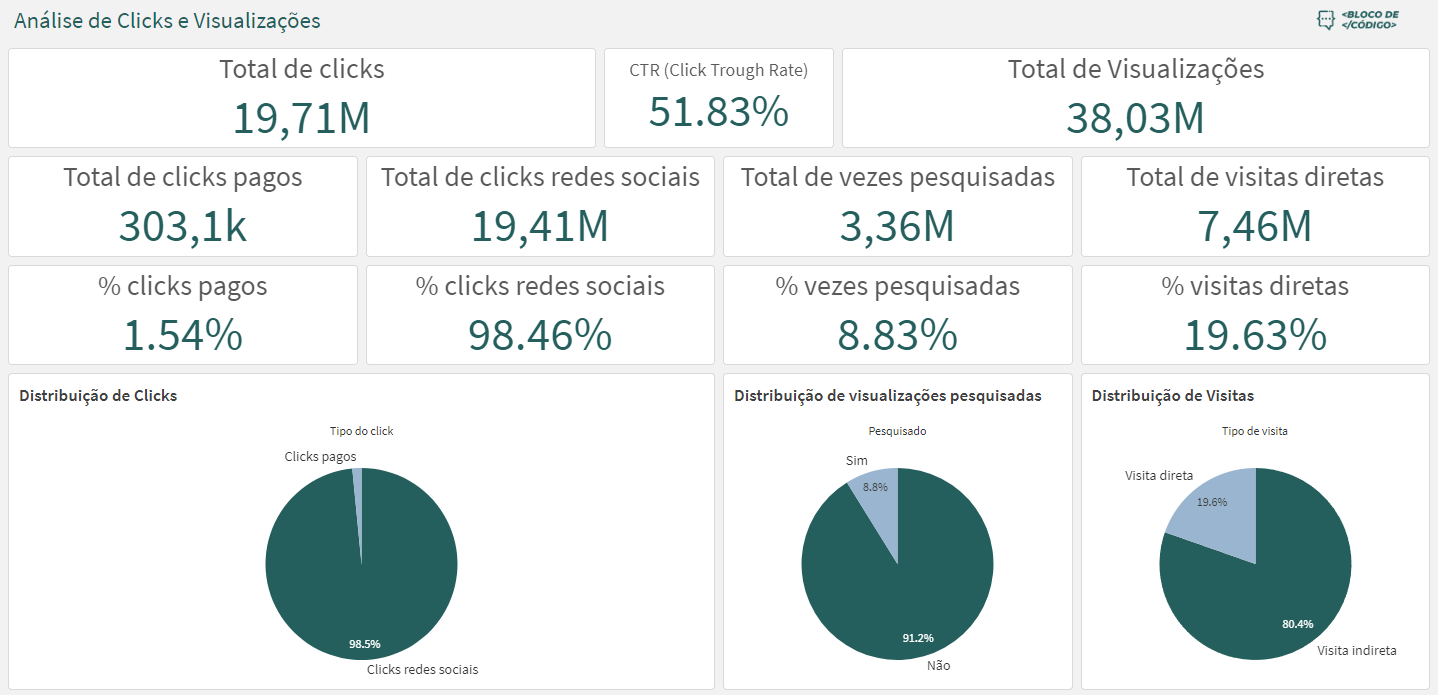 Análise de Clicks e Visualizações
<BLOCO DE
</CÓDIGO>
Total de clicks
19,71M
CTR (Click Trough Rate)
51.83%
Total de Visualizações
38,03M
Total de clicks pagos
303,1k
Total de clicks redes sociais
19,41M
Total de vezes pesquisadas
3,36M
Total de visitas diretas
7,46M
% clicks pagos
1.54%
% clicks redes sociais
98.46%
% vezes pesquisadas
8.83%
% visitas diretas
19.63%
Distribuição de Clicks
Tipo do click
Clicks pagos
98.5%
Clicks redes sociais
Distribuição de visualizações pesquisadas
Pesquisado
Sim
8.8%
91.2%
Não
Distribuição de Visitas
Tipo de visita
Visita direta
19.6%
80.4%
Visita indireta